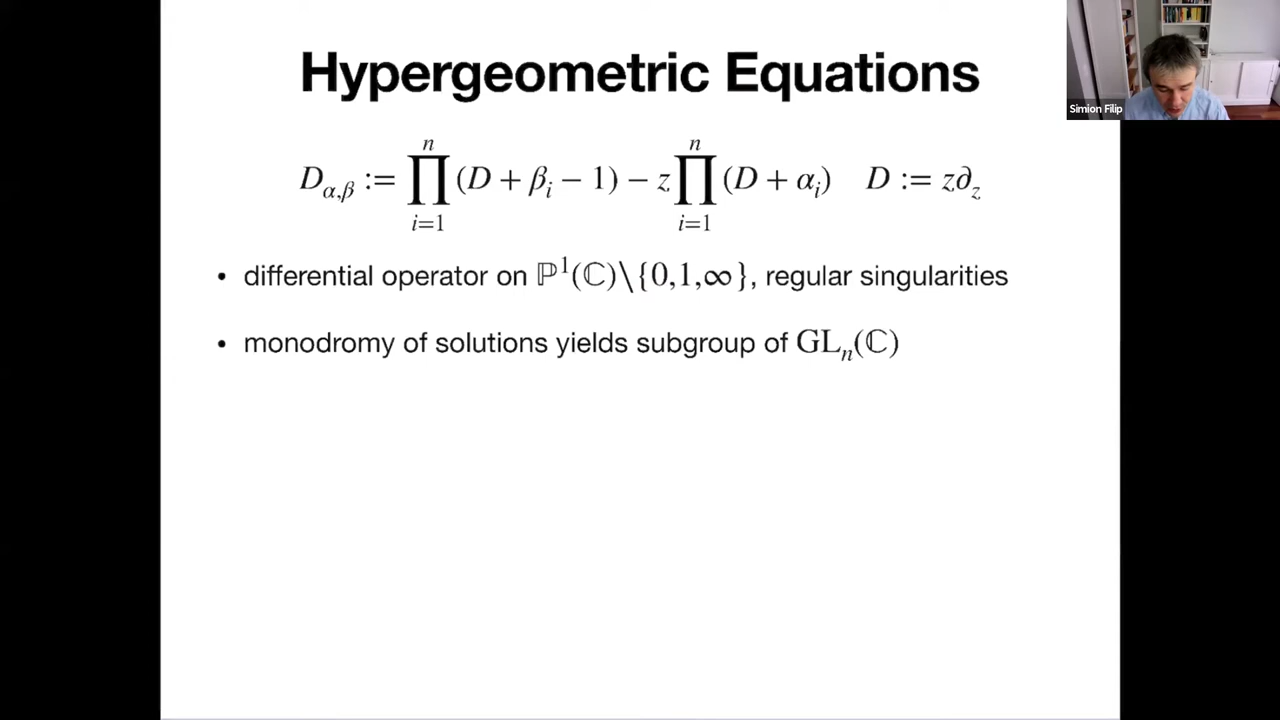 Hypergeometric Equations
Simion Filip
D_{α,β} := ∏_{i=1}^{n} (D + β_i − 1) − z ∏_{i=1}^{n} (D + α_i)   D := z∂_z
• differential operator on ℙ¹(ℂ)\{0,1,∞}, regular singularities
• monodromy of solutions yields subgroup of GL_n(ℂ)